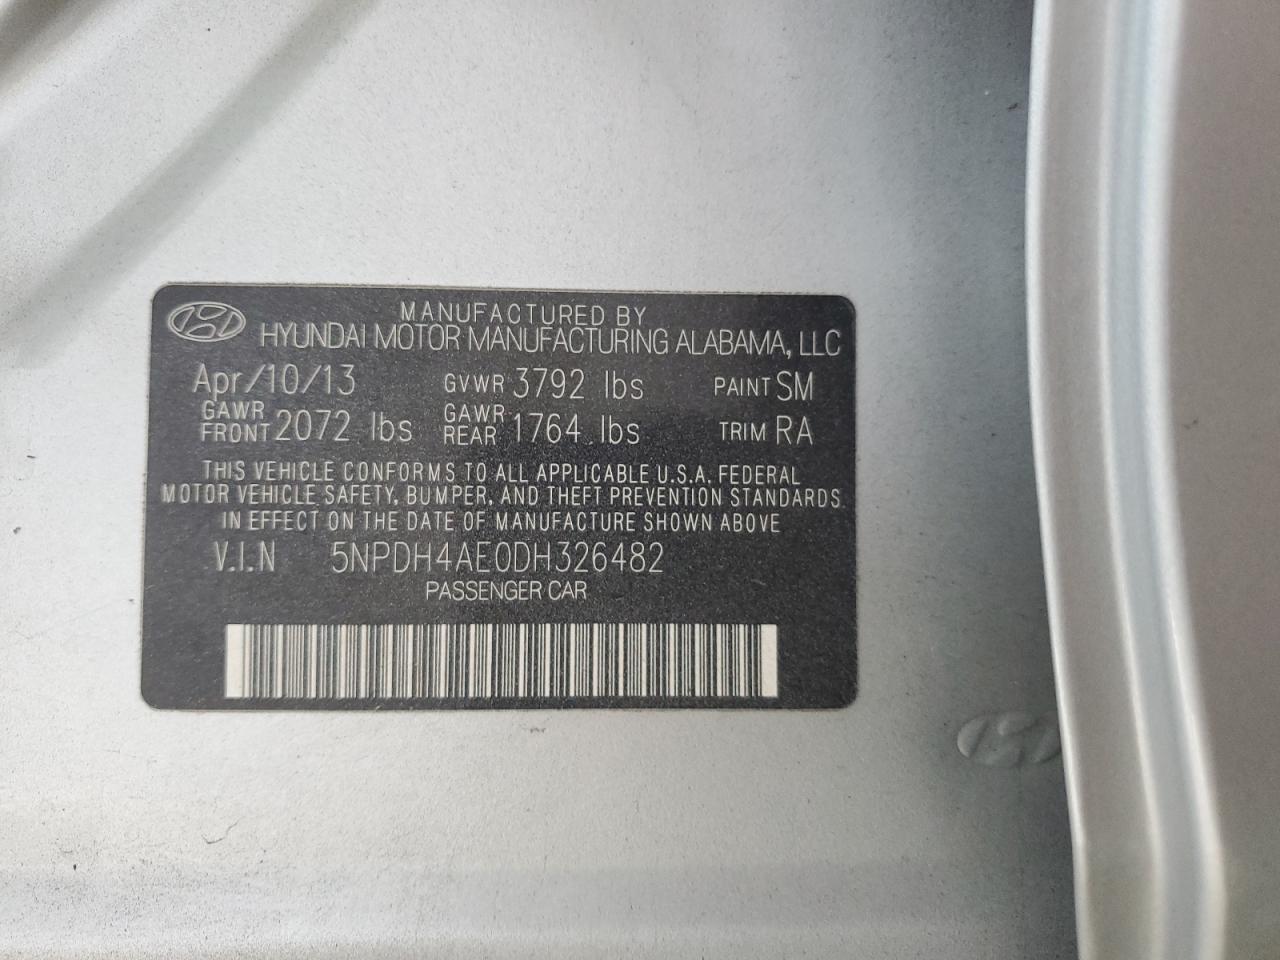 MANUFACTURED BY
HYUNDAI MOTOR MANUFACTURING ALABAMA, LLC
Apr/10/13 GVWR 3792 lbs PAINT SM
GAWR FRONT 2072 lbs GAWR REAR 1764 lbs TRIM RA
THIS VEHICLE CONFORMS TO ALL APPLICABLE U.S.A. FEDERAL
MOTOR VEHICLE SAFETY, BUMPER, AND THEFT PREVENTION STANDARDS
IN EFFECT ON THE DATE OF MANUFACTURE SHOWN ABOVE
V.I.N 5NPDH4AE0DH326482
PASSENGER CAR